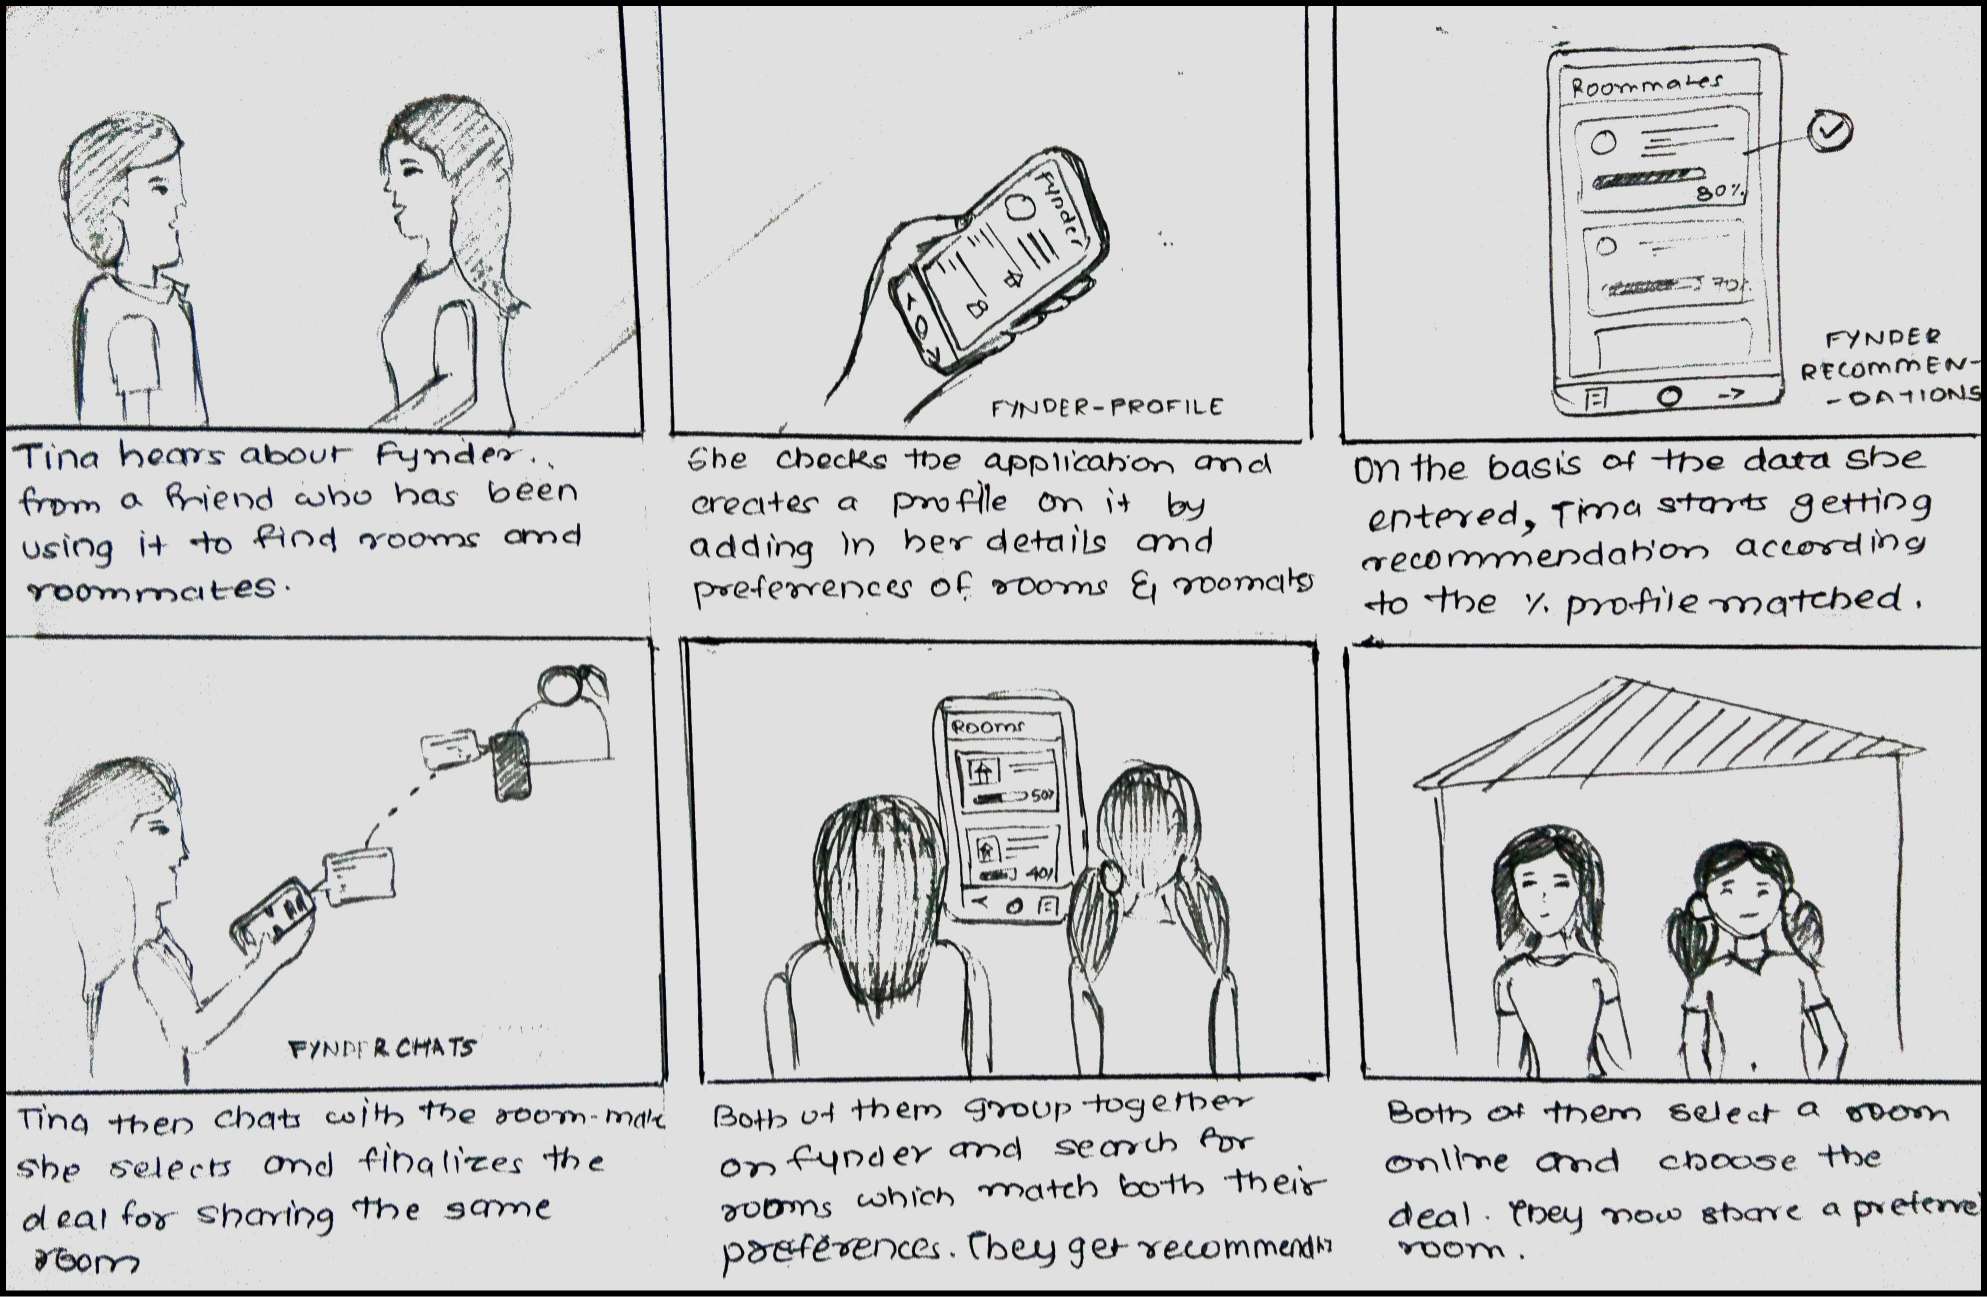 Tina hears about Fynder..
from a friend who has been
using it to find rooms and
roommates.
Fynder
FYNDER-PROFILE
She checks the application and
creates a profile on it by
adding in her details and
preferrences of rooms & roomates
Roommates
80%
70%
FYNDER
RECOMMEN-
-DATIONS
On the basis of the data she
entered, Tina starts getting
recommendation according
to the % profile matched.
FYNDER CHATS
Tina then chats with the room-mate
she selects and finalizes the
deal for sharing the same
room
Rooms
50%
40%
Both of them group together
on fynder and search for
rooms which match both their
preferences. They get
Both of them select a room
online and choose the
deal. They now share a
room.